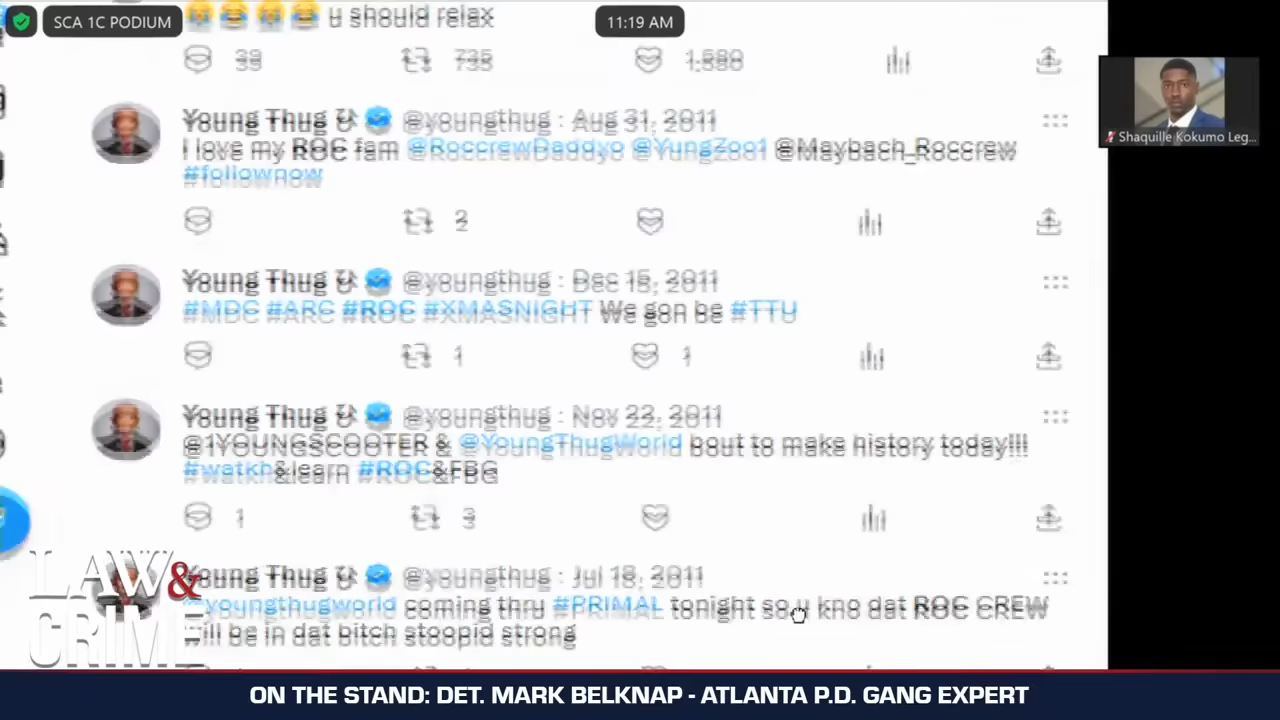 SCA 1C PODIUM
11:19 AM
u should relax
39 735 1,580
Young Thug @youngthug · Aug 31, 2011
I love my ROC fam @RoccrewDaddyo @YungZoo1 @Maybach_Roccrew
#follownow
2
Young Thug @youngthug · Dec 15, 2011
#MDC #ARC #ROC #XMASNIGHT We gon be #TTU
1 1
Young Thug @youngthug · Nov 22, 2011
@1YOUNGSCOOTER & @YoungThugWorld bout to make history today!!!
#watkh&learn #ROC&FBG
1 3
Young Thug @youngthug · Jul 18, 2011
@youngthugworld coming thru #PRIMAL tonight so u kno dat ROC CREW
will be in dat bitch stoopid strong
Shaquille Kokumo Leg...
LAW&
CRIME
ON THE STAND: DET. MARK BELKNAP - ATLANTA P.D. GANG EXPERT